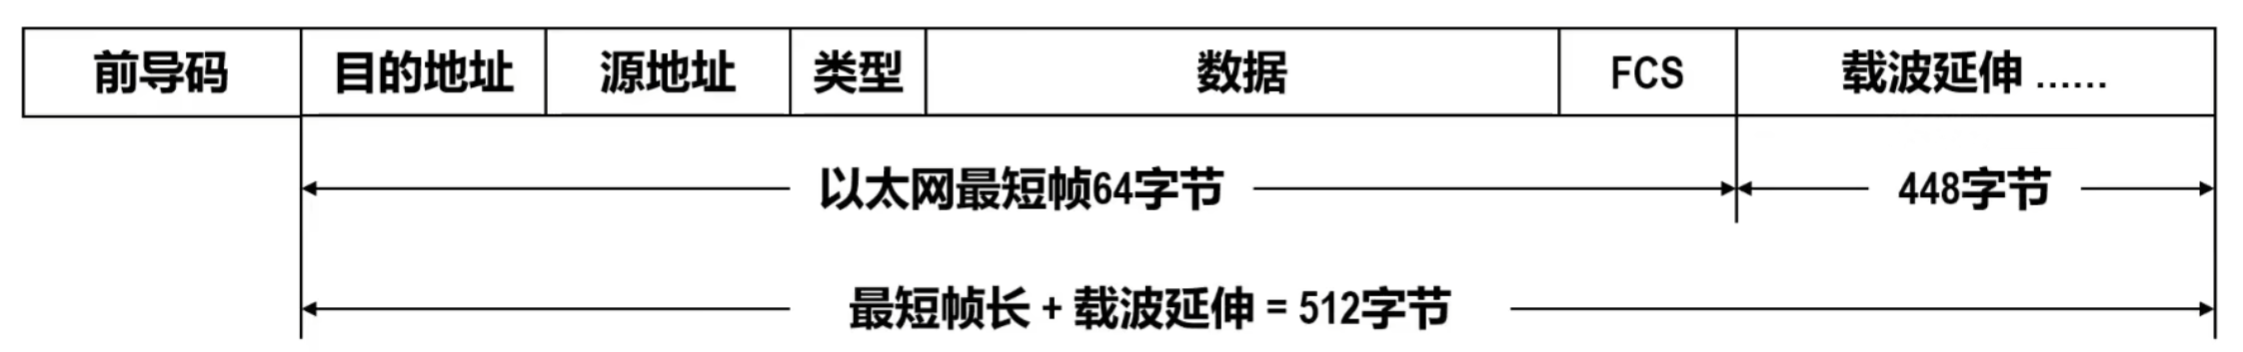 前导码 目的地址 源地址 类型 数据 FCS 载波延伸 ......
以太网最短帧64字节 448字节
最短帧长 + 载波延伸 = 512字节